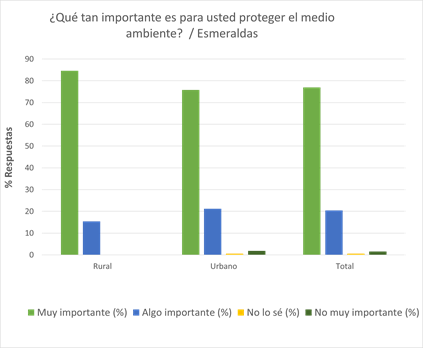 ¿Qué tan importante es para usted proteger el medio
ambiente? / Esmeraldas
90
80
70
60
50
40
30
20
10
0
% Respuestas
Rural
Urbano
Total
Muy importante (%)
Algo importante (%)
No lo sé (%)
No muy importante (%)